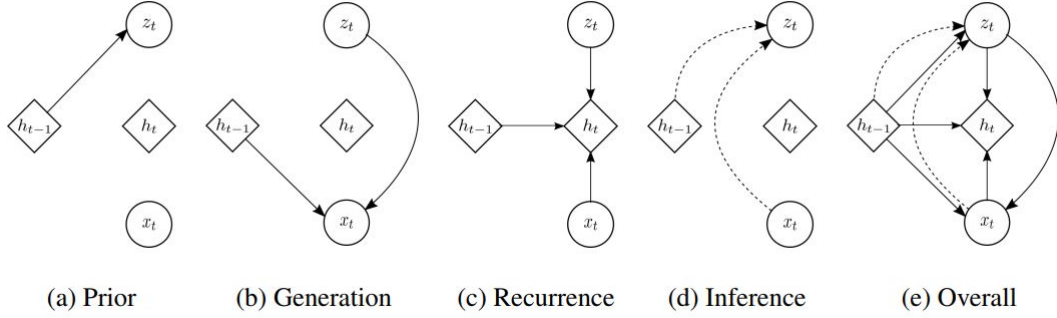 z_t z_t z_t z_t z_t
h_{t−1} h_t h_{t−1} h_t h_{t−1} h_t h_{t−1} h_t h_{t−1} h_t
x_t x_t x_t x_t x_t
(a) Prior (b) Generation (c) Recurrence (d) Inference (e) Overall